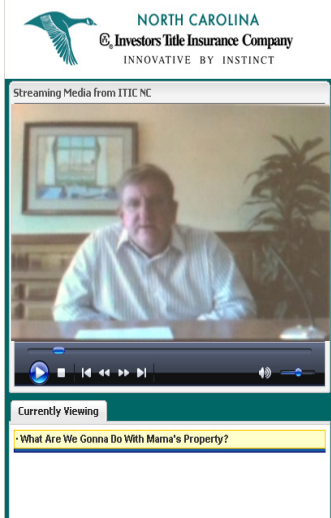 NORTH CAROLINA
Investors Title Insurance Company
INNOVATIVE BY INSTINCT
Streaming Media from ITIC NC
Currently Viewing
· What Are We Gonna Do With Mama's Property?